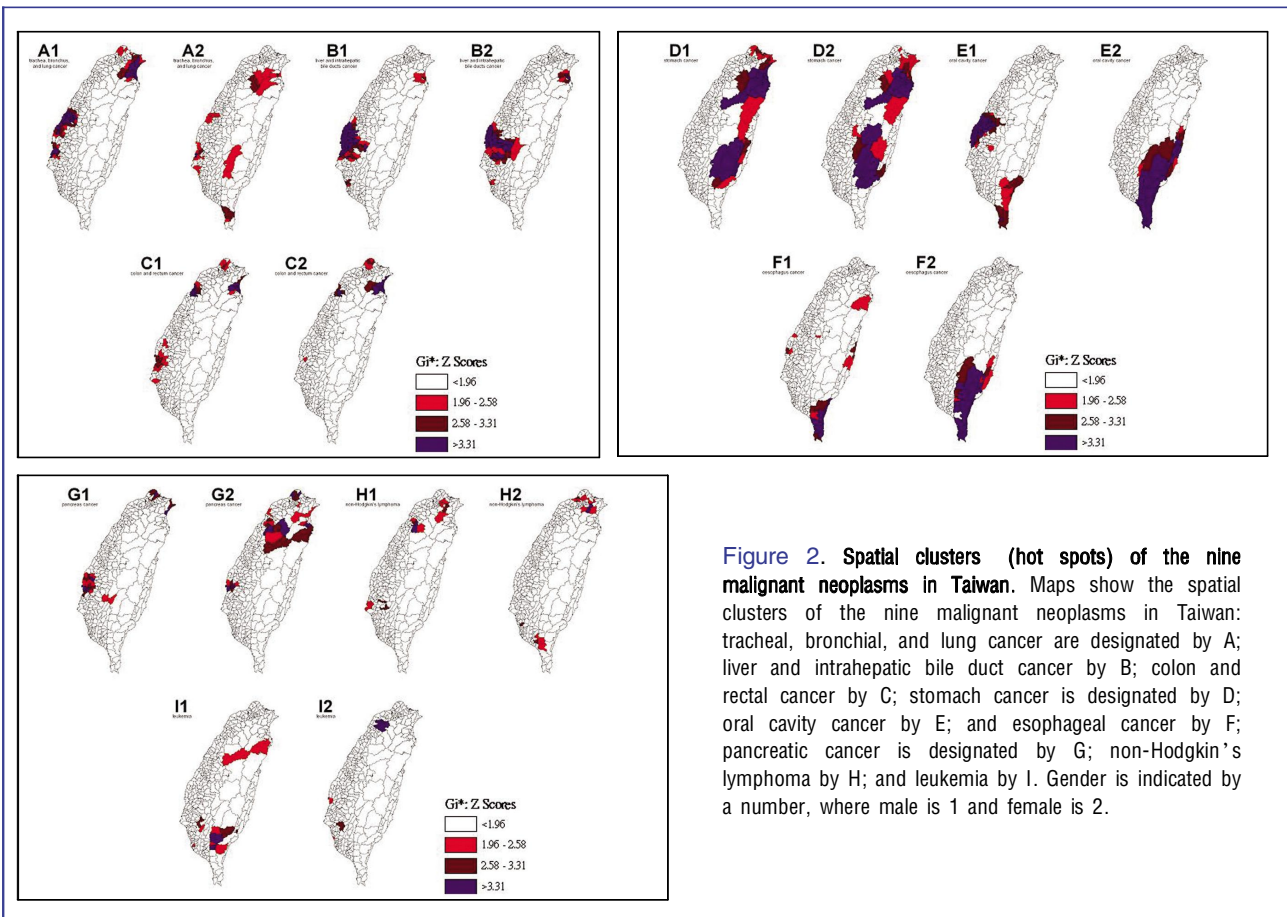 A1
trachea, bronchus,
and lung cancer
A2
trachea, bronchus,
and lung cancer
B1
liver and intrahepatic
bile ducts cancer
B2
liver and intrahepatic
bile ducts cancer
C1
colon and rectum cancer
C2
colon and rectum cancer
Gi*: Z Scores
<1.96
1.96 - 2.58
2.58 - 3.31
>3.31
D1
stomach cancer
D2
stomach cancer
E1
oral cavity cancer
E2
oral cavity cancer
F1
oesophagus cancer
F2
oesophagus cancer
Gi*: Z Scores
<1.96
1.96 - 2.58
2.58 - 3.31
>3.31
G1
pancreas cancer
G2
pancreas cancer
H1
non-Hodgkin's lymphoma
H2
non-Hodgkin's lymphoma
I1
leukemia
I2
leukemia
Gi*: Z Scores
<1.96
1.96 - 2.58
2.58 - 3.31
>3.31
Figure 2. Spatial clusters (hot spots) of the nine
malignant neoplasms in Taiwan. Maps show the spatial
clusters of the nine malignant neoplasms in Taiwan:
tracheal, bronchial, and lung cancer are designated by A;
liver and intrahepatic bile duct cancer by B; colon and
rectal cancer by C; stomach cancer is designated by D;
oral cavity cancer by E; and esophageal cancer by F;
pancreatic cancer is designated by G; non-Hodgkin's
lymphoma by H; and leukemia by I. Gender is indicated by
a number, where male is 1 and female is 2.